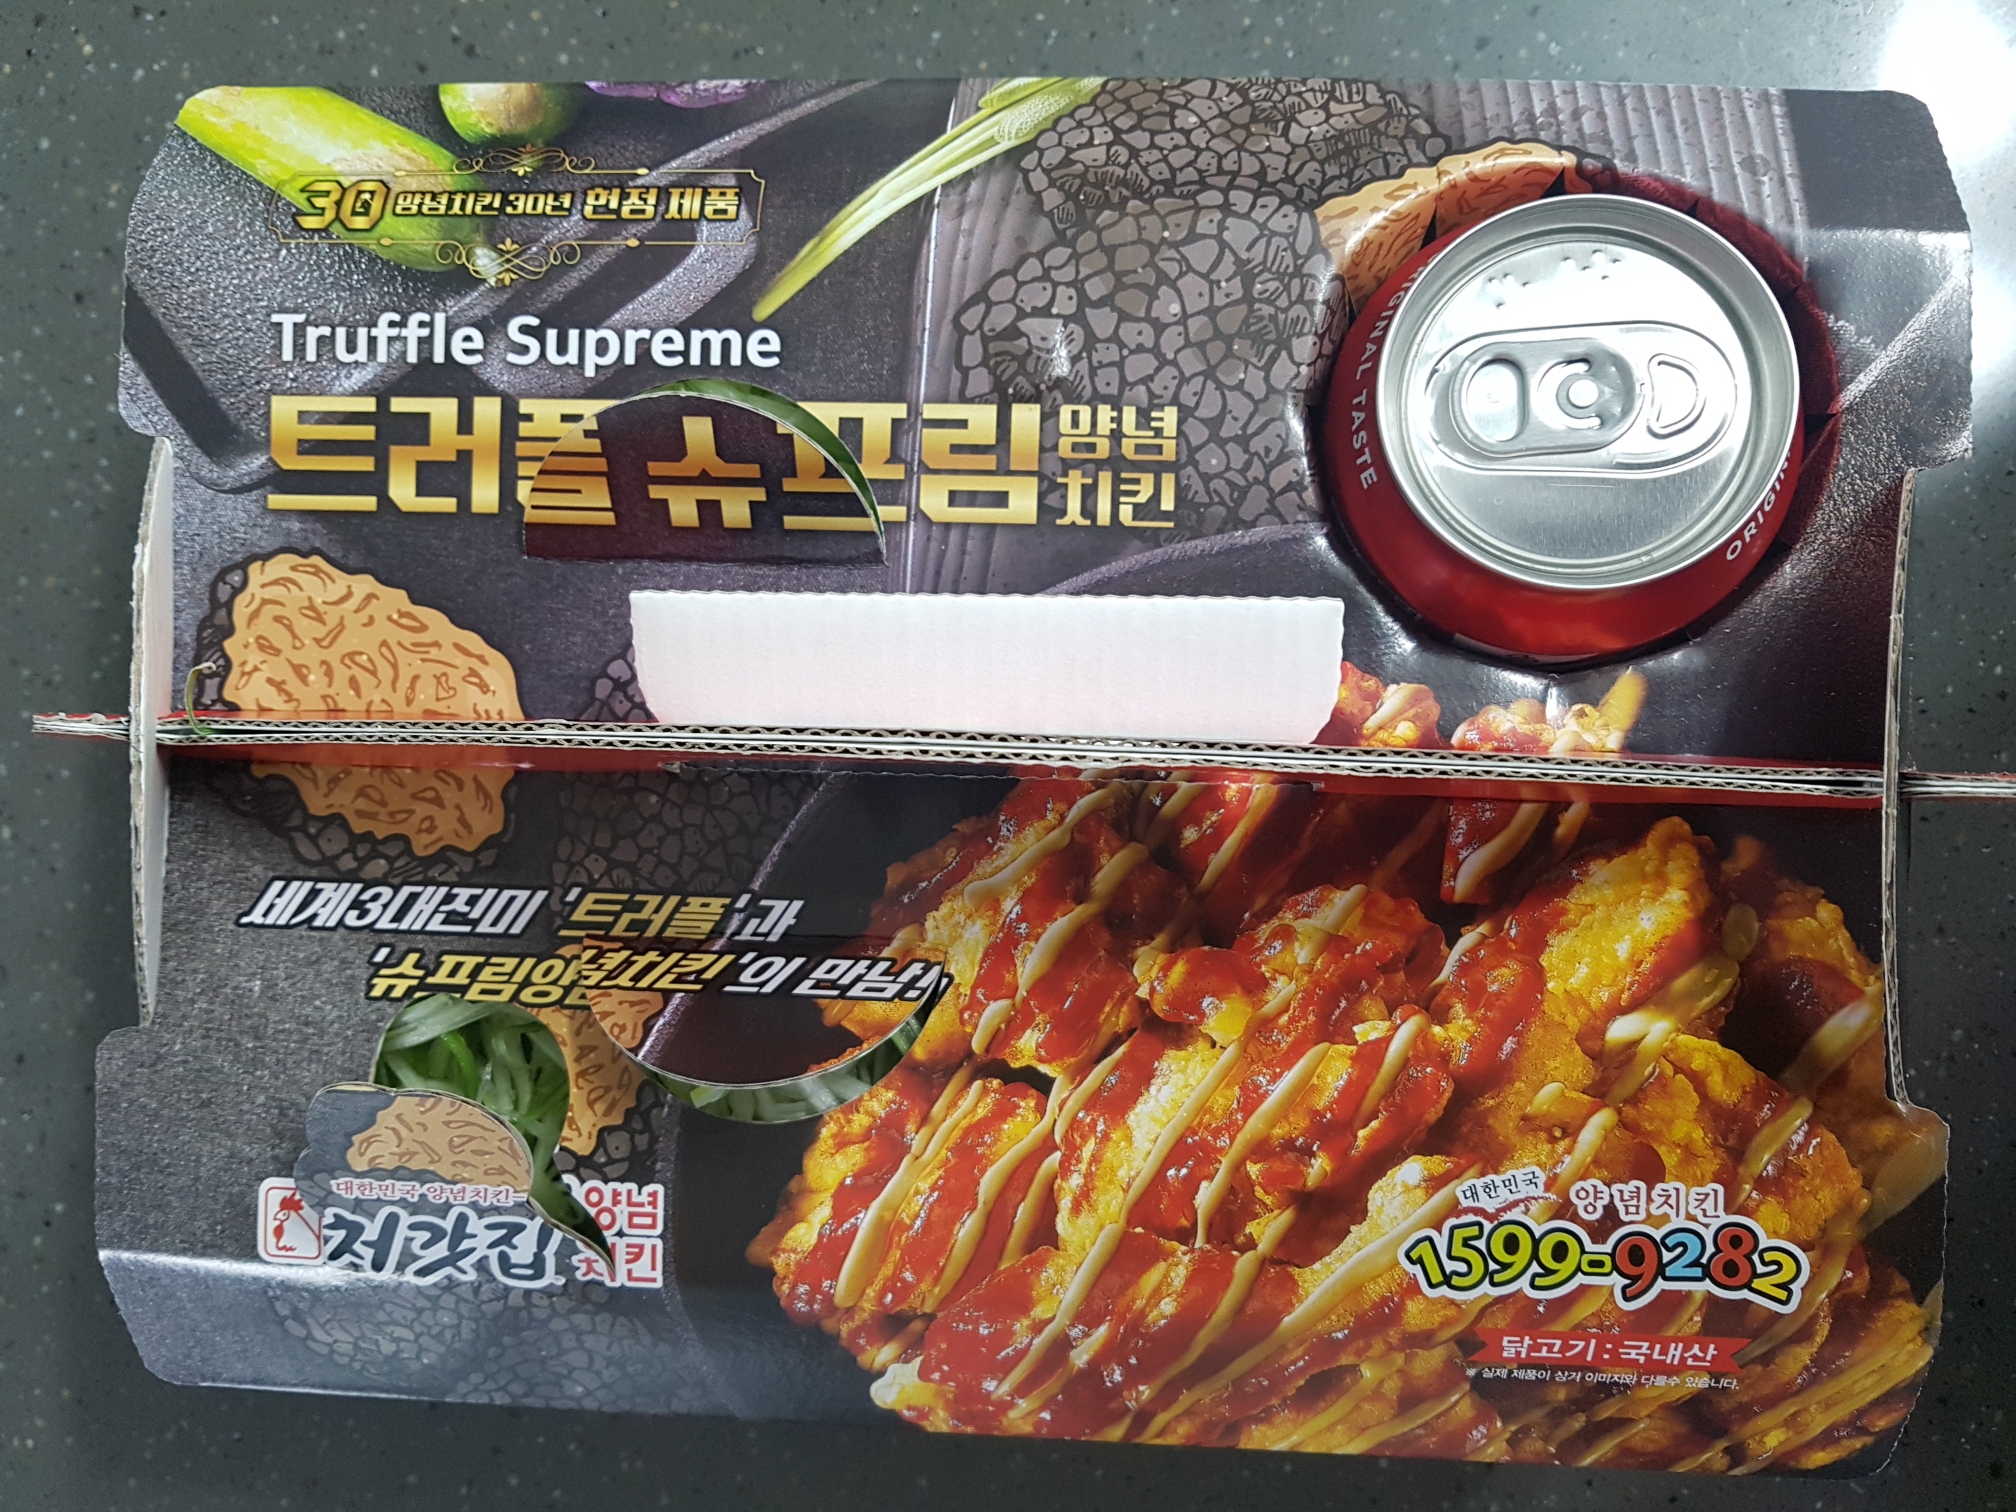 30 양념치킨 30년 헌정 제품
Truffle Supreme
트러플 슈프림 양념
치킨
ORIGINAL TASTE
세계3대진미 '트러플'과
'슈프림양념치킨'의 만남!
대한민국 양념치킨
처갓집 양념
치킨
대한민국 양념치킨
1599-9282
닭고기 : 국내산
※ 실제 제품이 상기 이미지와 다를수 있습니다.